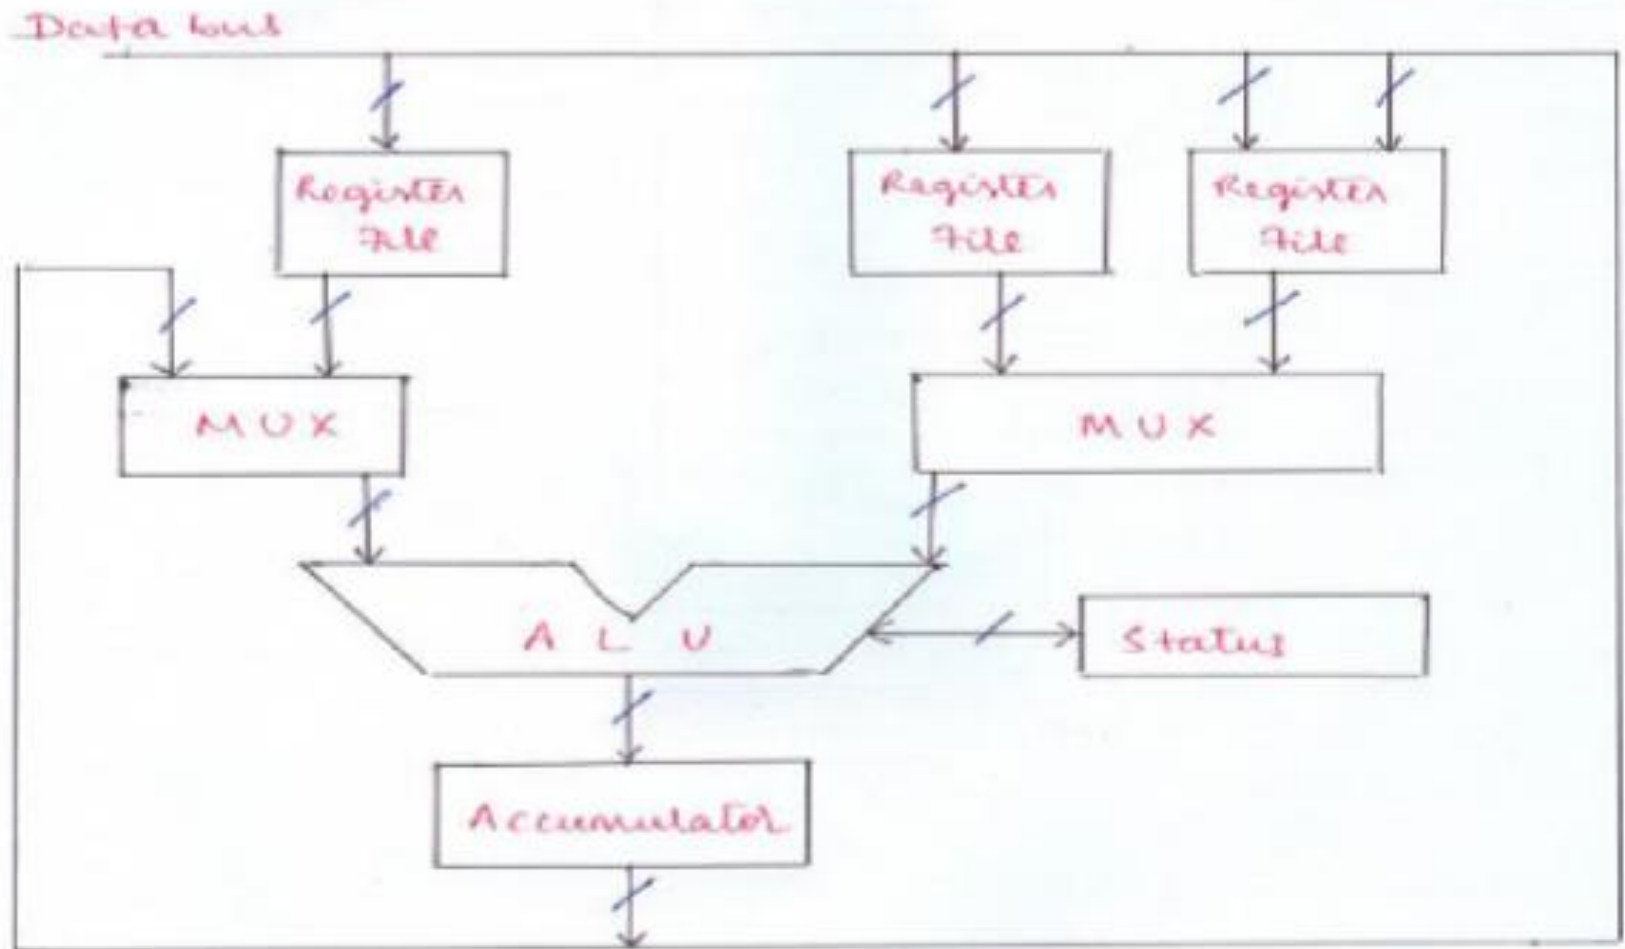 Data bus
Register
File
Register
File
Register
File
MUX
MUX
ALU
Status
Accumulator